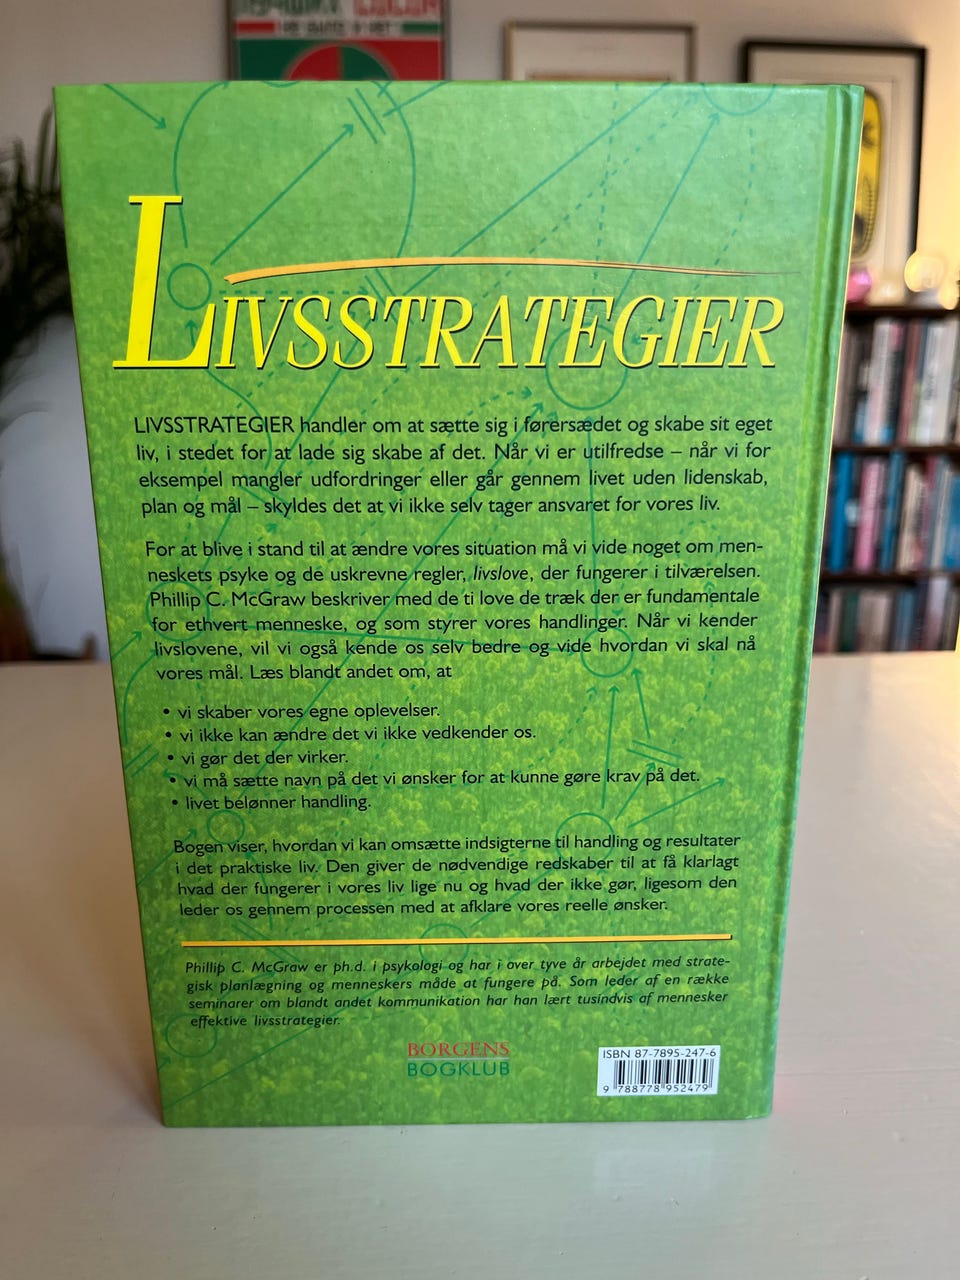 ЛУЧШИХ СОСОК
НЕ БЫЛО И НЕТ
LIVSSTRATEGIER
LIVSSTRATEGIER handler om at sætte sig i førersædet og skabe sit eget
liv, i stedet for at lade sig skabe af det. Når vi er utilfredse – når vi for
eksempel mangler udfordringer eller går gennem livet uden lidenskab,
plan og mål – skyldes det at vi ikke selv tager ansvaret for vores liv.
For at blive i stand til at ændre vores situation må vi vide noget om men-
neskets psyke og de uskrevne regler, livslove, der fungerer i tilværelsen.
Phillip C. McGraw beskriver med de ti love de træk der er fundamentale
for ethvert menneske, og som styrer vores handlinger. Når vi kender
livslovene, vil vi også kende os selv bedre og vide hvordan vi skal nå
vores mål. Læs blandt andet om, at
• vi skaber vores egne oplevelser.
• vi ikke kan ændre det vi ikke vedkender os.
• vi gør det der virker.
• vi må sætte navn på det vi ønsker for at kunne gøre krav på det.
• livet belønner handling.
Bogen viser, hvordan vi kan omsætte indsigterne til handling og resultater
i det praktiske liv. Den giver de nødvendige redskaber til at få klarlagt
hvad der fungerer i vores liv lige nu og hvad der ikke gør, ligesom den
leder os gennem processen med at afklare vores reelle ønsker.
Phillip C. McGraw er ph.d. i psykologi og har i over tyve år arbejdet med strate-
gisk planlægning og menneskers måde at fungere på. Som leder af en række
seminarer om blandt andet kommunikation har han lært tusindvis af mennesker
effektive livsstrategier.
BORGENS
BOGKLUB
ISBN 87-7895-247-6
9 788778 952479